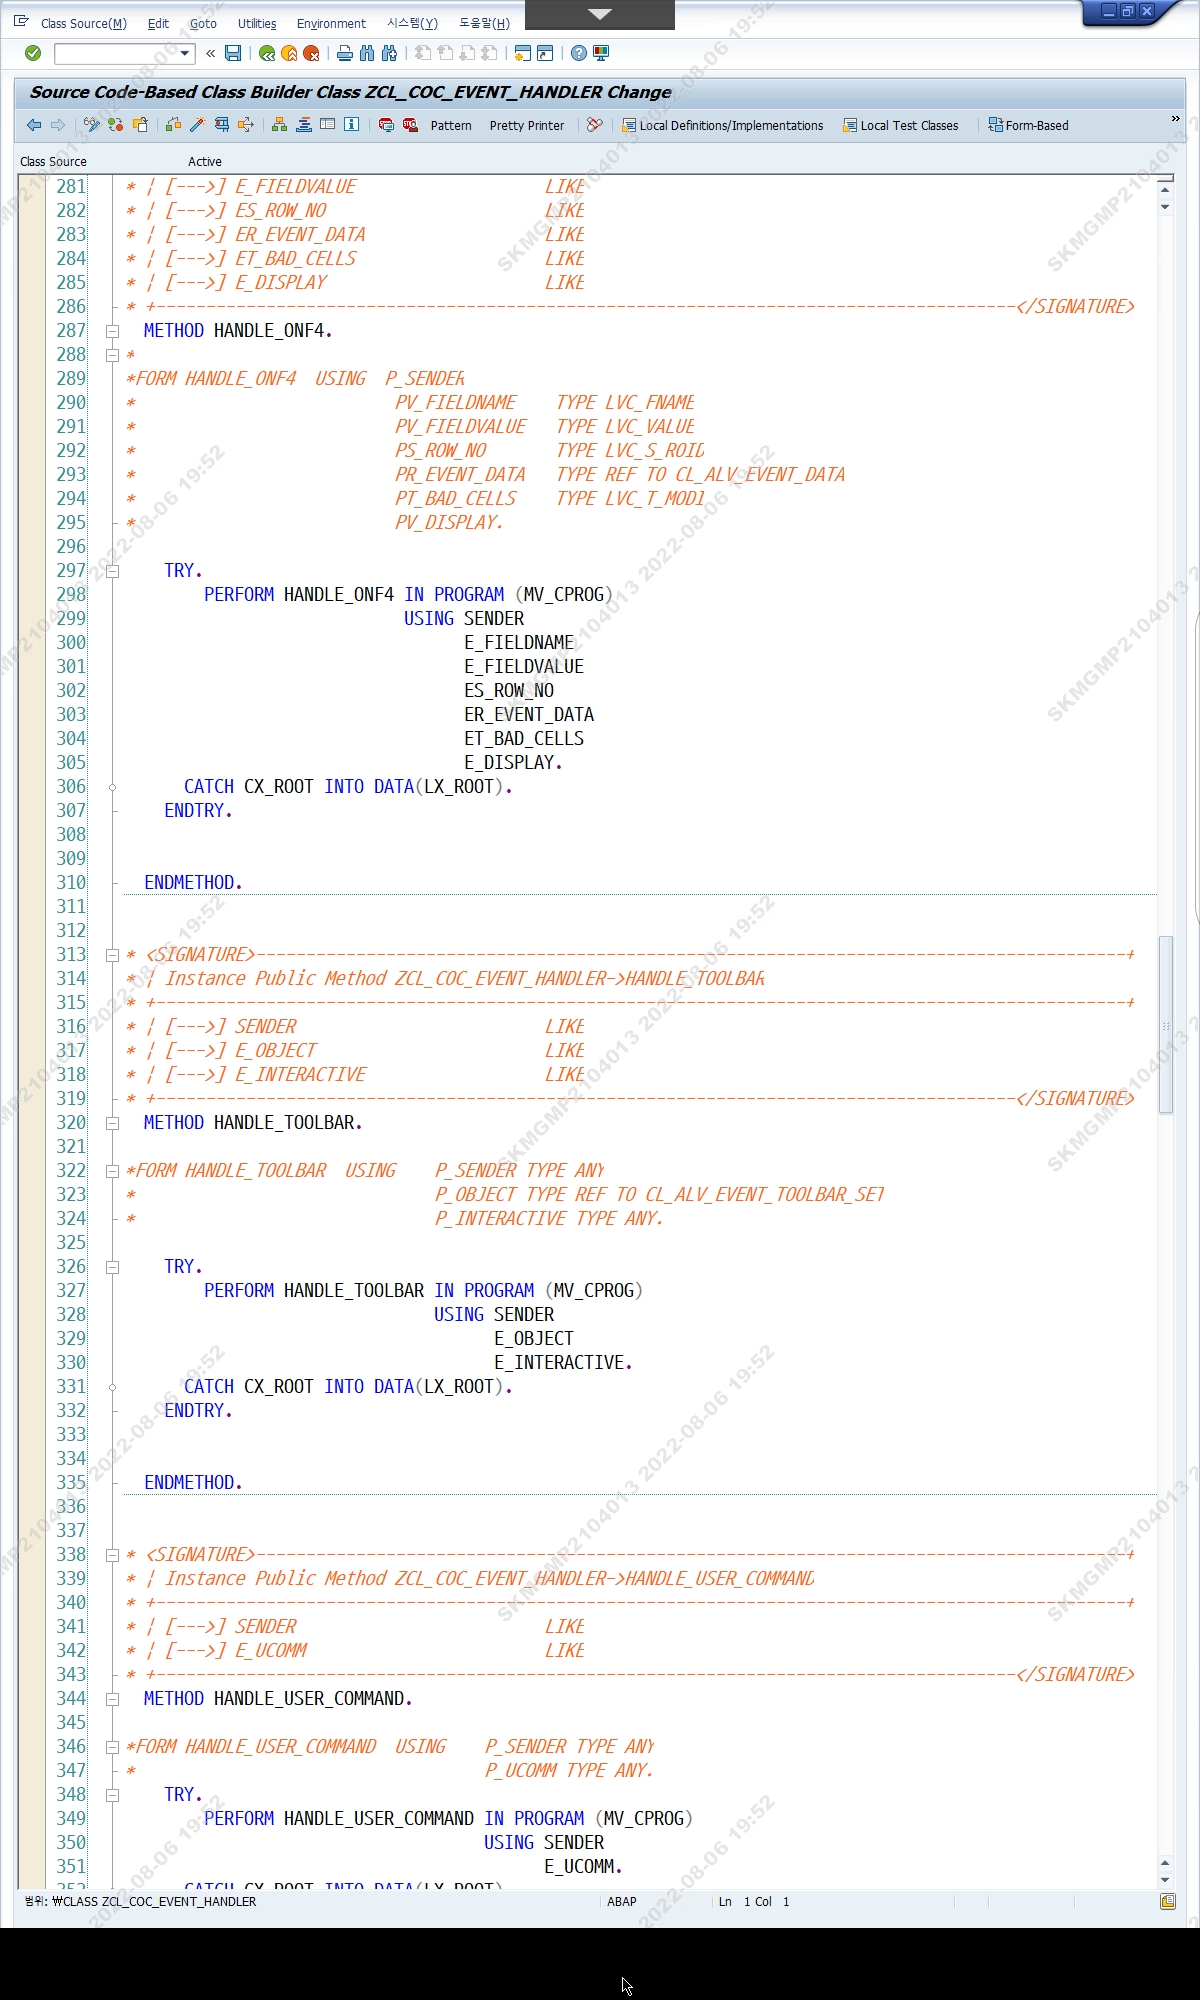 Class Source(M) Edit Goto Utilities Environment 시스템(Y) 도움말(H)
Source Code-Based Class Builder Class ZCL_COC_EVENT_HANDLER Change
Pattern Pretty Printer Local Definitions/Implementations Local Test Classes Form-Based
Class Source Active
281 * ¦ [--->] E_FIELDVALUE LIKE
282 * ¦ [--->] ES_ROW_NO LIKE
283 * ¦ [--->] ER_EVENT_DATA LIKE
284 * ¦ [--->] ET_BAD_CELLS LIKE
285 * ¦ [--->] E_DISPLAY LIKE
286 * +--------------------------------------------------------------------------------------</SIGNATURE>
287 METHOD HANDLE_ONF4.
288 *
289 *FORM HANDLE_ONF4 USING P_SENDER
290 * PV_FIELDNAME TYPE LVC_FNAME
291 * PV_FIELDVALUE TYPE LVC_VALUE
292 * PS_ROW_NO TYPE LVC_S_ROID
293 * PR_EVENT_DATA TYPE REF TO CL_ALV_EVENT_DATA
294 * PT_BAD_CELLS TYPE LVC_T_MODI
295 * PV_DISPLAY.
296
297 TRY.
298 PERFORM HANDLE_ONF4 IN PROGRAM (MV_CPROG)
299 USING SENDER
300 E_FIELDNAME
301 E_FIELDVALUE
302 ES_ROW_NO
303 ER_EVENT_DATA
304 ET_BAD_CELLS
305 E_DISPLAY.
306 CATCH CX_ROOT INTO DATA(LX_ROOT).
307 ENDTRY.
308
309
310 ENDMETHOD.
311
312
313 * <SIGNATURE>---------------------------------------------------------------------------------------+
314 * ¦ Instance Public Method ZCL_COC_EVENT_HANDLER->HANDLE_TOOLBAR
315 * +-------------------------------------------------------------------------------------------------+
316 * ¦ [--->] SENDER LIKE
317 * ¦ [--->] E_OBJECT LIKE
318 * ¦ [--->] E_INTERACTIVE LIKE
319 * +--------------------------------------------------------------------------------------</SIGNATURE>
320 METHOD HANDLE_TOOLBAR.
321
322 *FORM HANDLE_TOOLBAR USING P_SENDER TYPE ANY
323 * P_OBJECT TYPE REF TO CL_ALV_EVENT_TOOLBAR_SET
324 * P_INTERACTIVE TYPE ANY.
325
326 TRY.
327 PERFORM HANDLE_TOOLBAR IN PROGRAM (MV_CPROG)
328 USING SENDER
329 E_OBJECT
330 E_INTERACTIVE.
331 CATCH CX_ROOT INTO DATA(LX_ROOT).
332 ENDTRY.
333
334
335 ENDMETHOD.
336
337
338 * <SIGNATURE>---------------------------------------------------------------------------------------+
339 * ¦ Instance Public Method ZCL_COC_EVENT_HANDLER->HANDLE_USER_COMMAND
340 * +-------------------------------------------------------------------------------------------------+
341 * ¦ [--->] SENDER LIKE
342 * ¦ [--->] E_UCOMM LIKE
343 * +--------------------------------------------------------------------------------------</SIGNATURE>
344 METHOD HANDLE_USER_COMMAND.
345
346 *FORM HANDLE_USER_COMMAND USING P_SENDER TYPE ANY
347 * P_UCOMM TYPE ANY.
348 TRY.
349 PERFORM HANDLE_USER_COMMAND IN PROGRAM (MV_CPROG)
350 USING SENDER
351 E_UCOMM.
352 CATCH CX_ROOT INTO DATA(LX_ROOT)
범위: ₩CLASS ZCL_COC_EVENT_HANDLER ABAP Ln 1 Col 1
SKMGMP2104013 2022-08-06 19:52